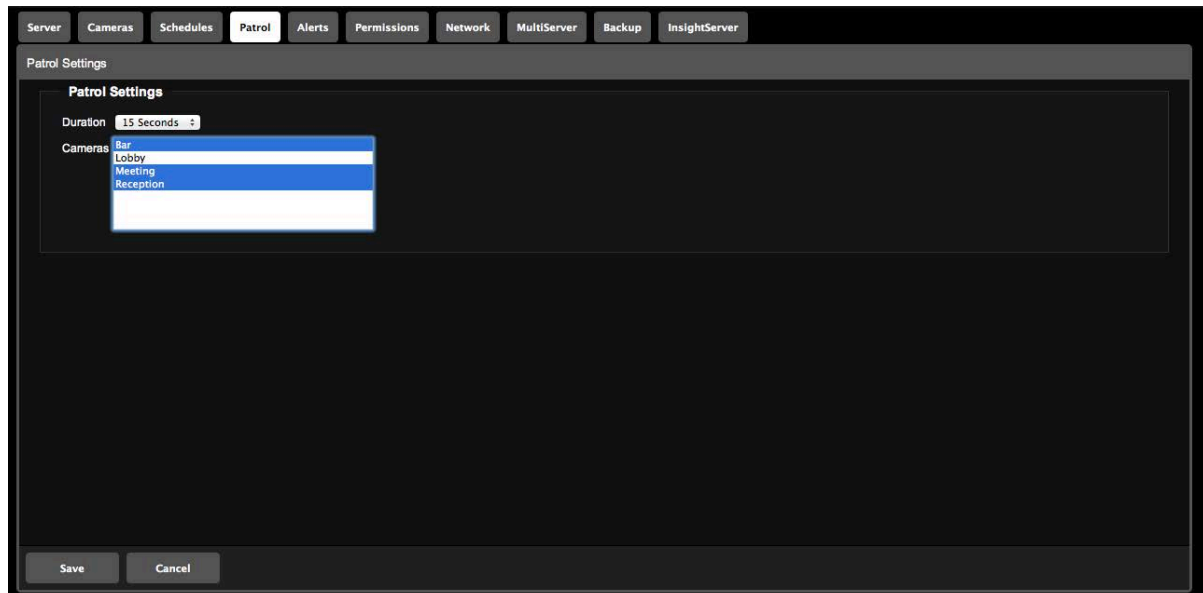 Server Cameras Schedules Patrol Alerts Permissions Network MultiServer Backup InsightServer
Patrol Settings
Patrol Settings
Duration 15 Seconds
Cameras Bar
Lobby
Meeting
Reception
Save Cancel